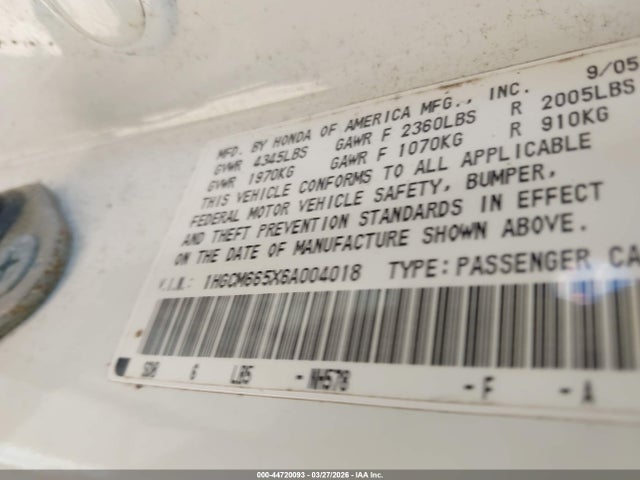 MFD. BY HONDA OF AMERICA MFG., INC. 9/05
GVWR 4345LBS GAWR F 2360LBS R 2005LBS
GVWR 1970KG GAWR F 1070KG R 910KG
THIS VEHICLE CONFORMS TO ALL APPLICABLE
FEDERAL MOTOR VEHICLE SAFETY, BUMPER,
AND THEFT PREVENTION STANDARDS IN EFFECT
ON THE DATE OF MANUFACTURE SHOWN ABOVE.
V.I.N.: 1HGCM665X6A004018 TYPE: PASSENGER CA
SDR 6 LB5 - NH578 - F - A
000-44720093 | 03/27/2026 | IAA Inc.